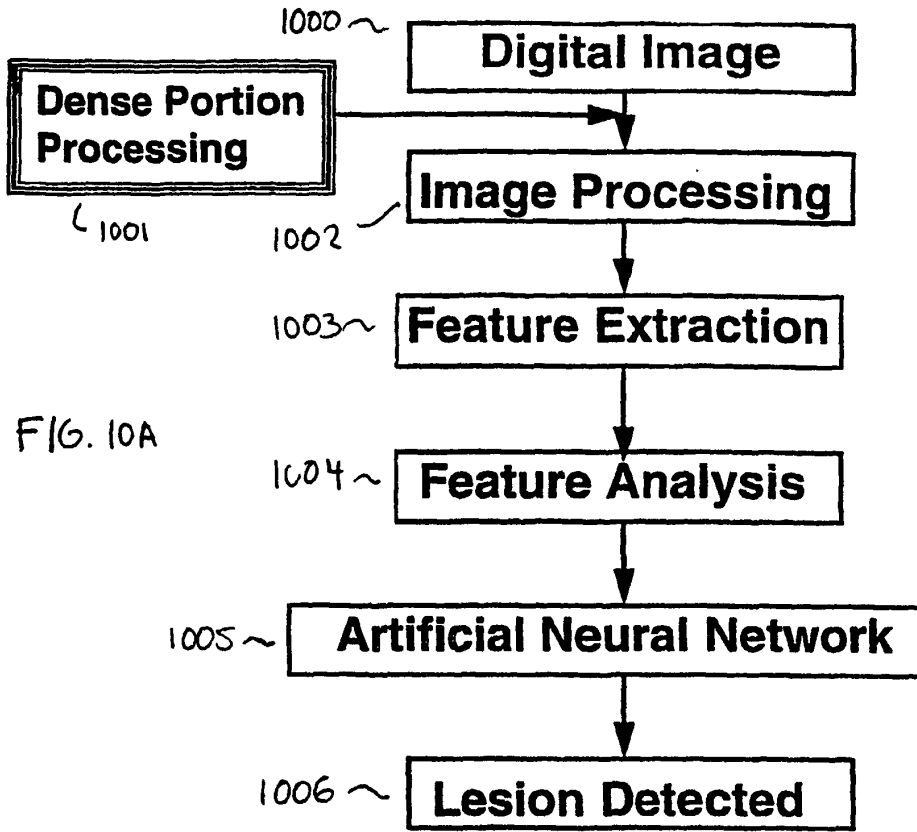 1000
Digital Image
Dense Portion
Processing
1001
1002
Image Processing
1003
Feature Extraction
FIG. 10A
1004
Feature Analysis
1005
Artificial Neural Network
1006
Lesion Detected